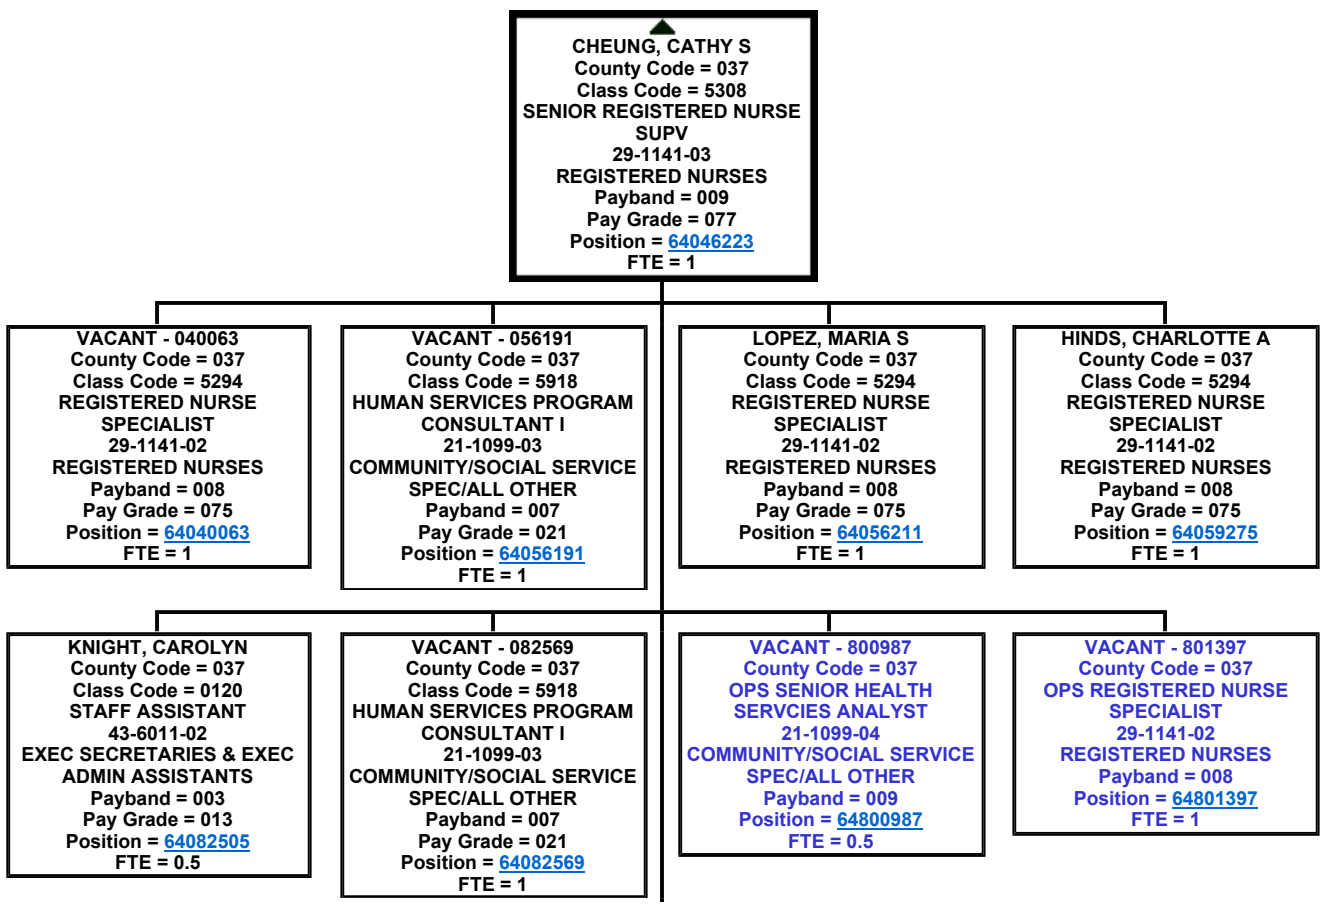 CHEUNG, CATHY S
County Code = 037
Class Code = 5308
SENIOR REGISTERED NURSE
SUPV
29-1141-03
REGISTERED NURSES
Payband = 009
Pay Grade = 077
Position = 64046223
FTE = 1
VACANT - 040063
County Code = 037
Class Code = 5294
REGISTERED NURSE
SPECIALIST
29-1141-02
REGISTERED NURSES
Payband = 008
Pay Grade = 075
Position = 64040063
FTE = 1
VACANT - 056191
County Code = 037
Class Code = 5918
HUMAN SERVICES PROGRAM
CONSULTANT I
21-1099-03
COMMUNITY/SOCIAL SERVICE
SPEC/ALL OTHER
Payband = 007
Pay Grade = 021
Position = 64056191
FTE = 1
LOPEZ, MARIA S
County Code = 037
Class Code = 5294
REGISTERED NURSE
SPECIALIST
29-1141-02
REGISTERED NURSES
Payband = 008
Pay Grade = 075
Position = 64056211
FTE = 1
HINDS, CHARLOTTE A
County Code = 037
Class Code = 5294
REGISTERED NURSE
SPECIALIST
29-1141-02
REGISTERED NURSES
Payband = 008
Pay Grade = 075
Position = 64059275
FTE = 1
KNIGHT, CAROLYN
County Code = 037
Class Code = 0120
STAFF ASSISTANT
43-6011-02
EXEC SECRETARIES & EXEC
ADMIN ASSISTANTS
Payband = 003
Pay Grade = 013
Position = 64082505
FTE = 0.5
VACANT - 082569
County Code = 037
Class Code = 5918
HUMAN SERVICES PROGRAM
CONSULTANT I
21-1099-03
COMMUNITY/SOCIAL SERVICE
SPEC/ALL OTHER
Payband = 007
Pay Grade = 021
Position = 64082569
FTE = 1
VACANT - 800987
County Code = 037
OPS SENIOR HEALTH
SERVCIES ANALYST
21-1099-04
COMMUNITY/SOCIAL SERVICE
SPEC/ALL OTHER
Payband = 009
Position = 64800987
FTE = 0.5
VACANT - 801397
County Code = 037
OPS REGISTERED NURSE
SPECIALIST
29-1141-02
REGISTERED NURSES
Payband = 008
Position = 64801397
FTE = 1